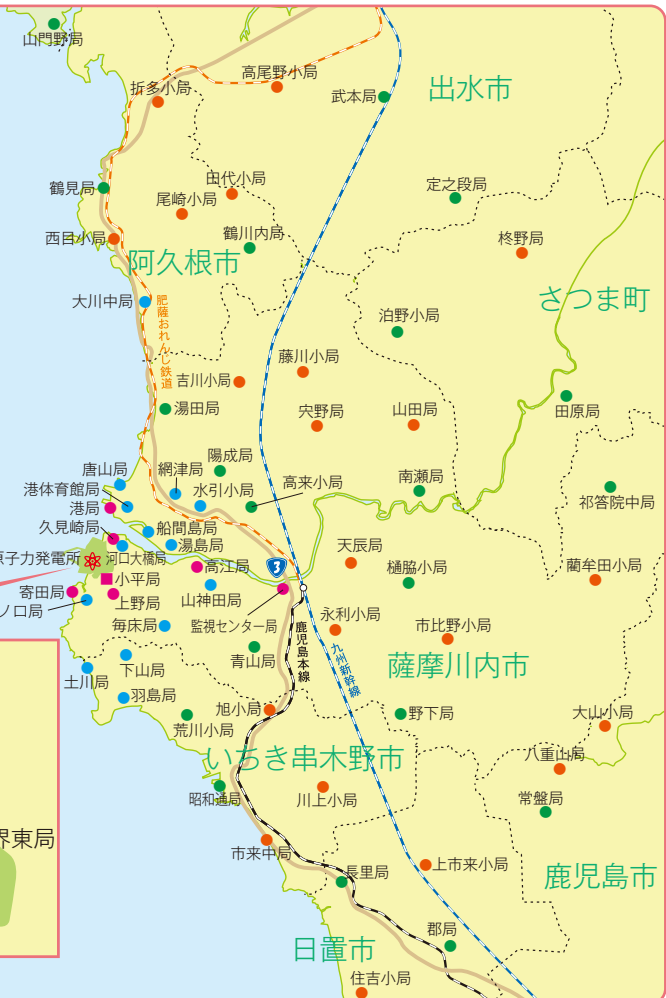 山門野局
折多小局
高尾野小局
武本局
出水市
鶴見局
田代小局
尾崎小局
定之段局
西目小局
鶴川内局
柊野局
阿久根市
さつま町
大川中局
肥薩おれんじ鉄道
泊野小局
藤川小局
吉川小局
湯田局
宍野局
山田局
田原局
陽成局
唐山局
網津局
高来小局
南瀬局
港体育館局
水引小局
祁答院中局
港局
久見崎局
船間島局
湯島局
天辰局
原子力発電所
河口大橋局
高江局
3
樋脇小局
藺牟田小局
小平局
寄田局
上野局
山神田局
ノ口局
毎床局
監視センター局
鹿児島本線
永利小局
市比野小局
九州新幹線
青山局
薩摩川内市
下山局
土川局
羽島局
旭小局
野下局
大山小局
荒川小局
いちき串木野市
八重山局
昭和通局
川上小局
常盤局
界東局
市来中局
長里局
上市来小局
鹿児島市
郡局
日置市
住吉小局